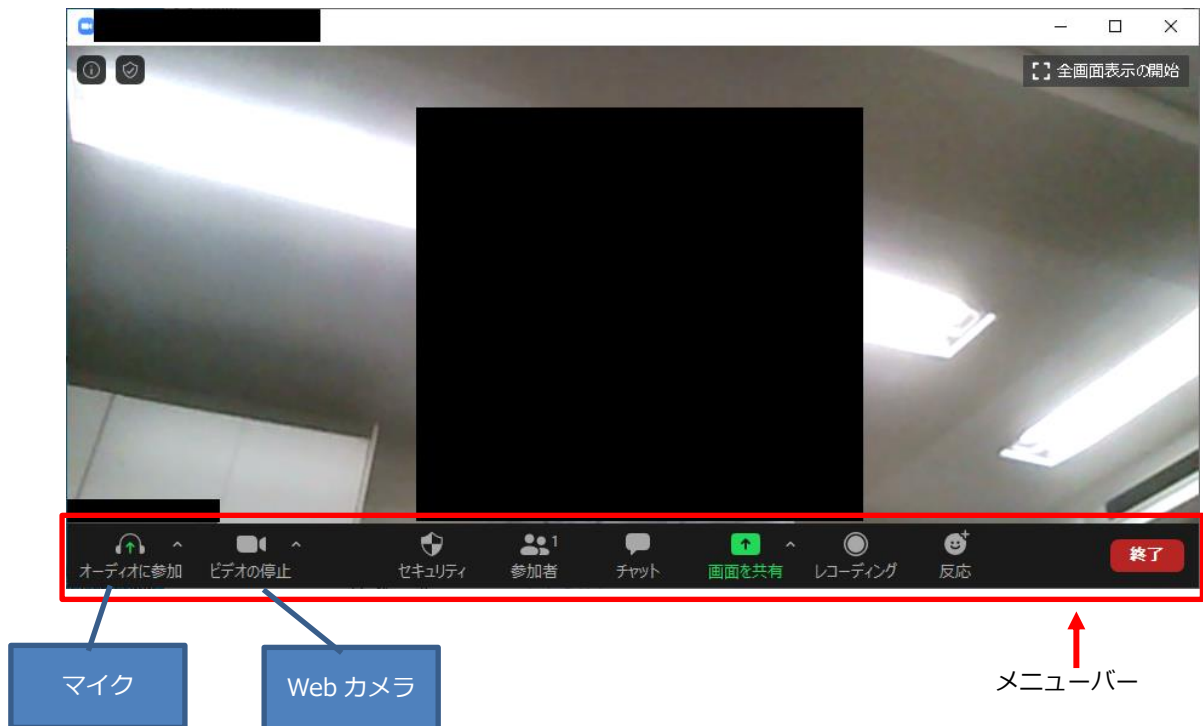 全画面表示の開始
オーディオに参加
ビデオの停止
セキュリティ
参加者
1
チャット
画面を共有
レコーディング
反応
終了
マイク
Web カメラ
メニューバー